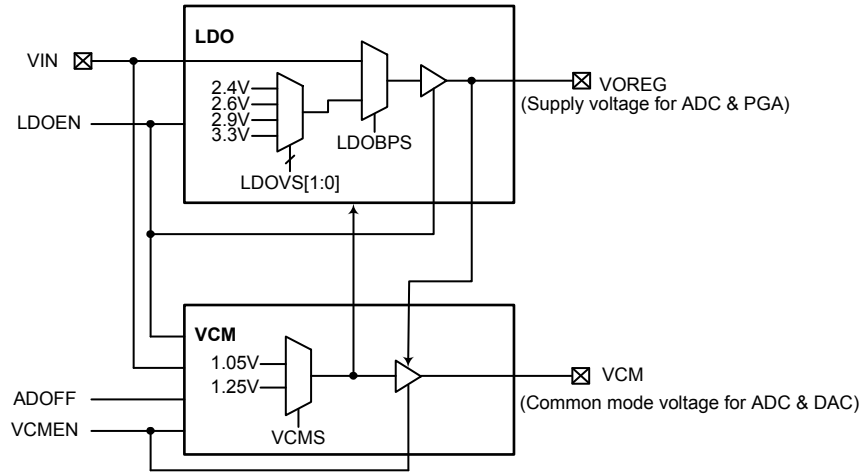 LDO
VIN
2.4V
2.6V
2.9V
3.3V
VOREG
(Supply voltage for ADC & PGA)
LDOEN
LDOBPS
LDOVS[1:0]
VCM
1.05V
1.25V
VCM
(Common mode voltage for ADC & DAC)
ADOFF
VCMEN
VCMS